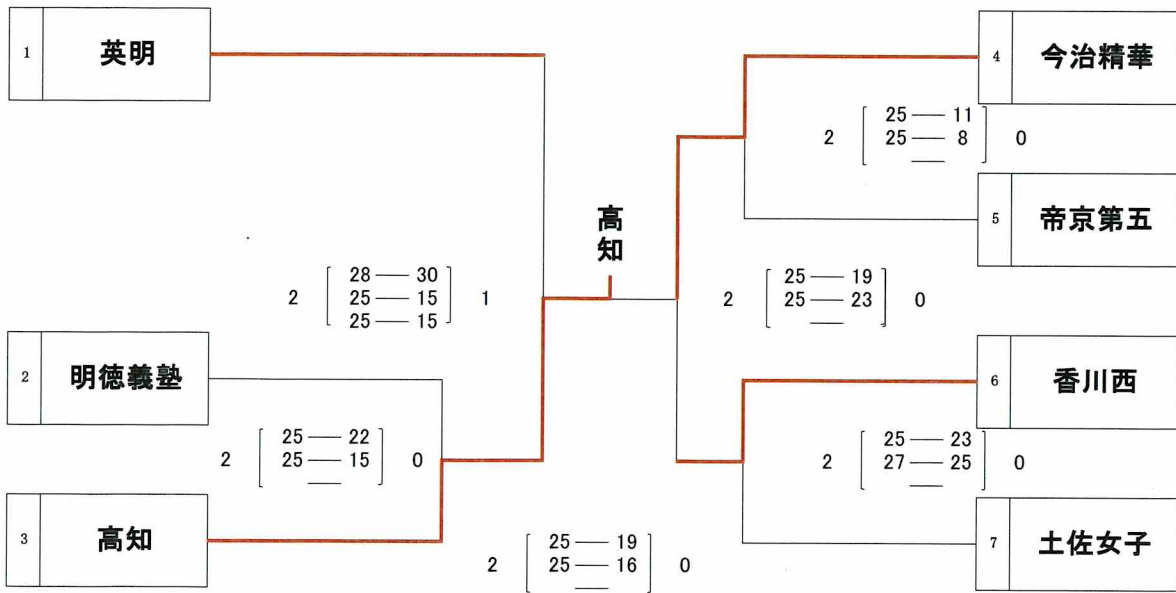 1 英明
4 今治精華
25 — 11
2 25 — 8 0
5 帝京第五
高知
28 — 30
2 25 — 15 1
25 — 15
25 — 19
2 25 — 23 0
2 明徳義塾
6 香川西
25 — 22
2 25 — 15 0
25 — 23
2 27 — 25 0
3 高知
7 土佐女子
25 — 19
2 25 — 16 0